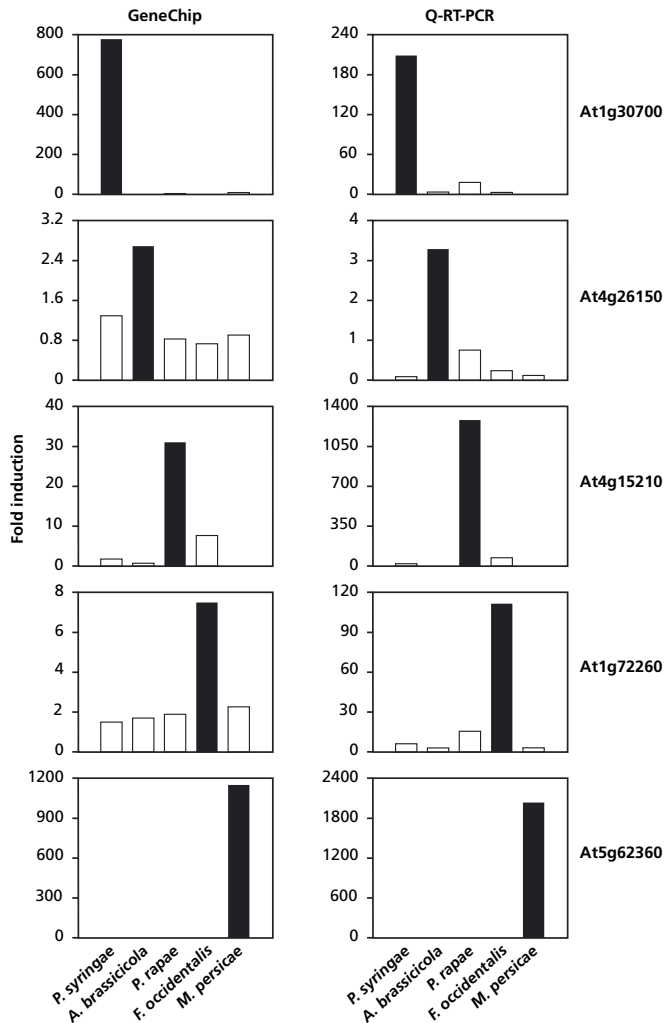 GeneChip Q-RT-PCR
800 240
600 180
400 120 At1g30700
200 60
0 0
3.2 4
2.4 3
1.6 2 At4g26150
0.8 1
0 0
40 1400
30 1050
20 700 At4g15210
10 350
0 0
Fold induction
8 120
6 90
4 60 At1g72260
2 30
0 0
1200 2400
900 1800
600 1200 At5g62360
300 600
0 0
P. syringae A. brassicicola P. rapae F. occidentalis M. persicae P. syringae A. brassicicola P. rapae F. occidentalis M. persicae